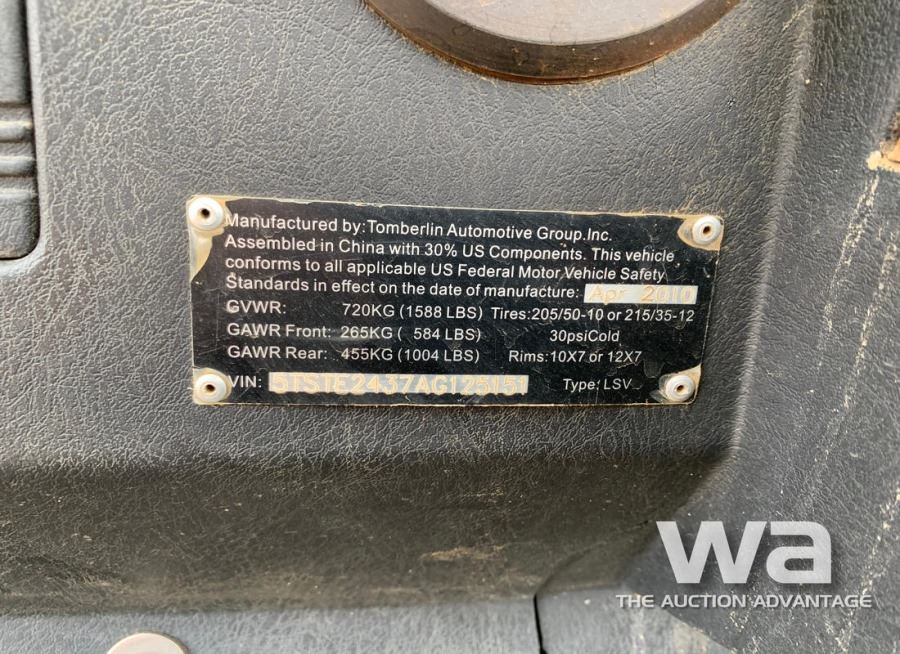 Manufactured by: Tomberlin Automotive Group.Inc.
Assembled in China with 30% US Components. This vehicle
conforms to all applicable US Federal Motor Vehicle Safety
Standards in effect on the date of manufacture: Apr 2010
GVWR: 720KG (1588 LBS) Tires:205/50-10 or 215/35-12
GAWR Front: 265KG ( 584 LBS) 30psiCold
GAWR Rear: 455KG (1004 LBS) Rims:10X7 or 12X7
VIN: 5TSTE2437AG125151 Type: LSV
wa
THE AUCTION ADVANTAGE